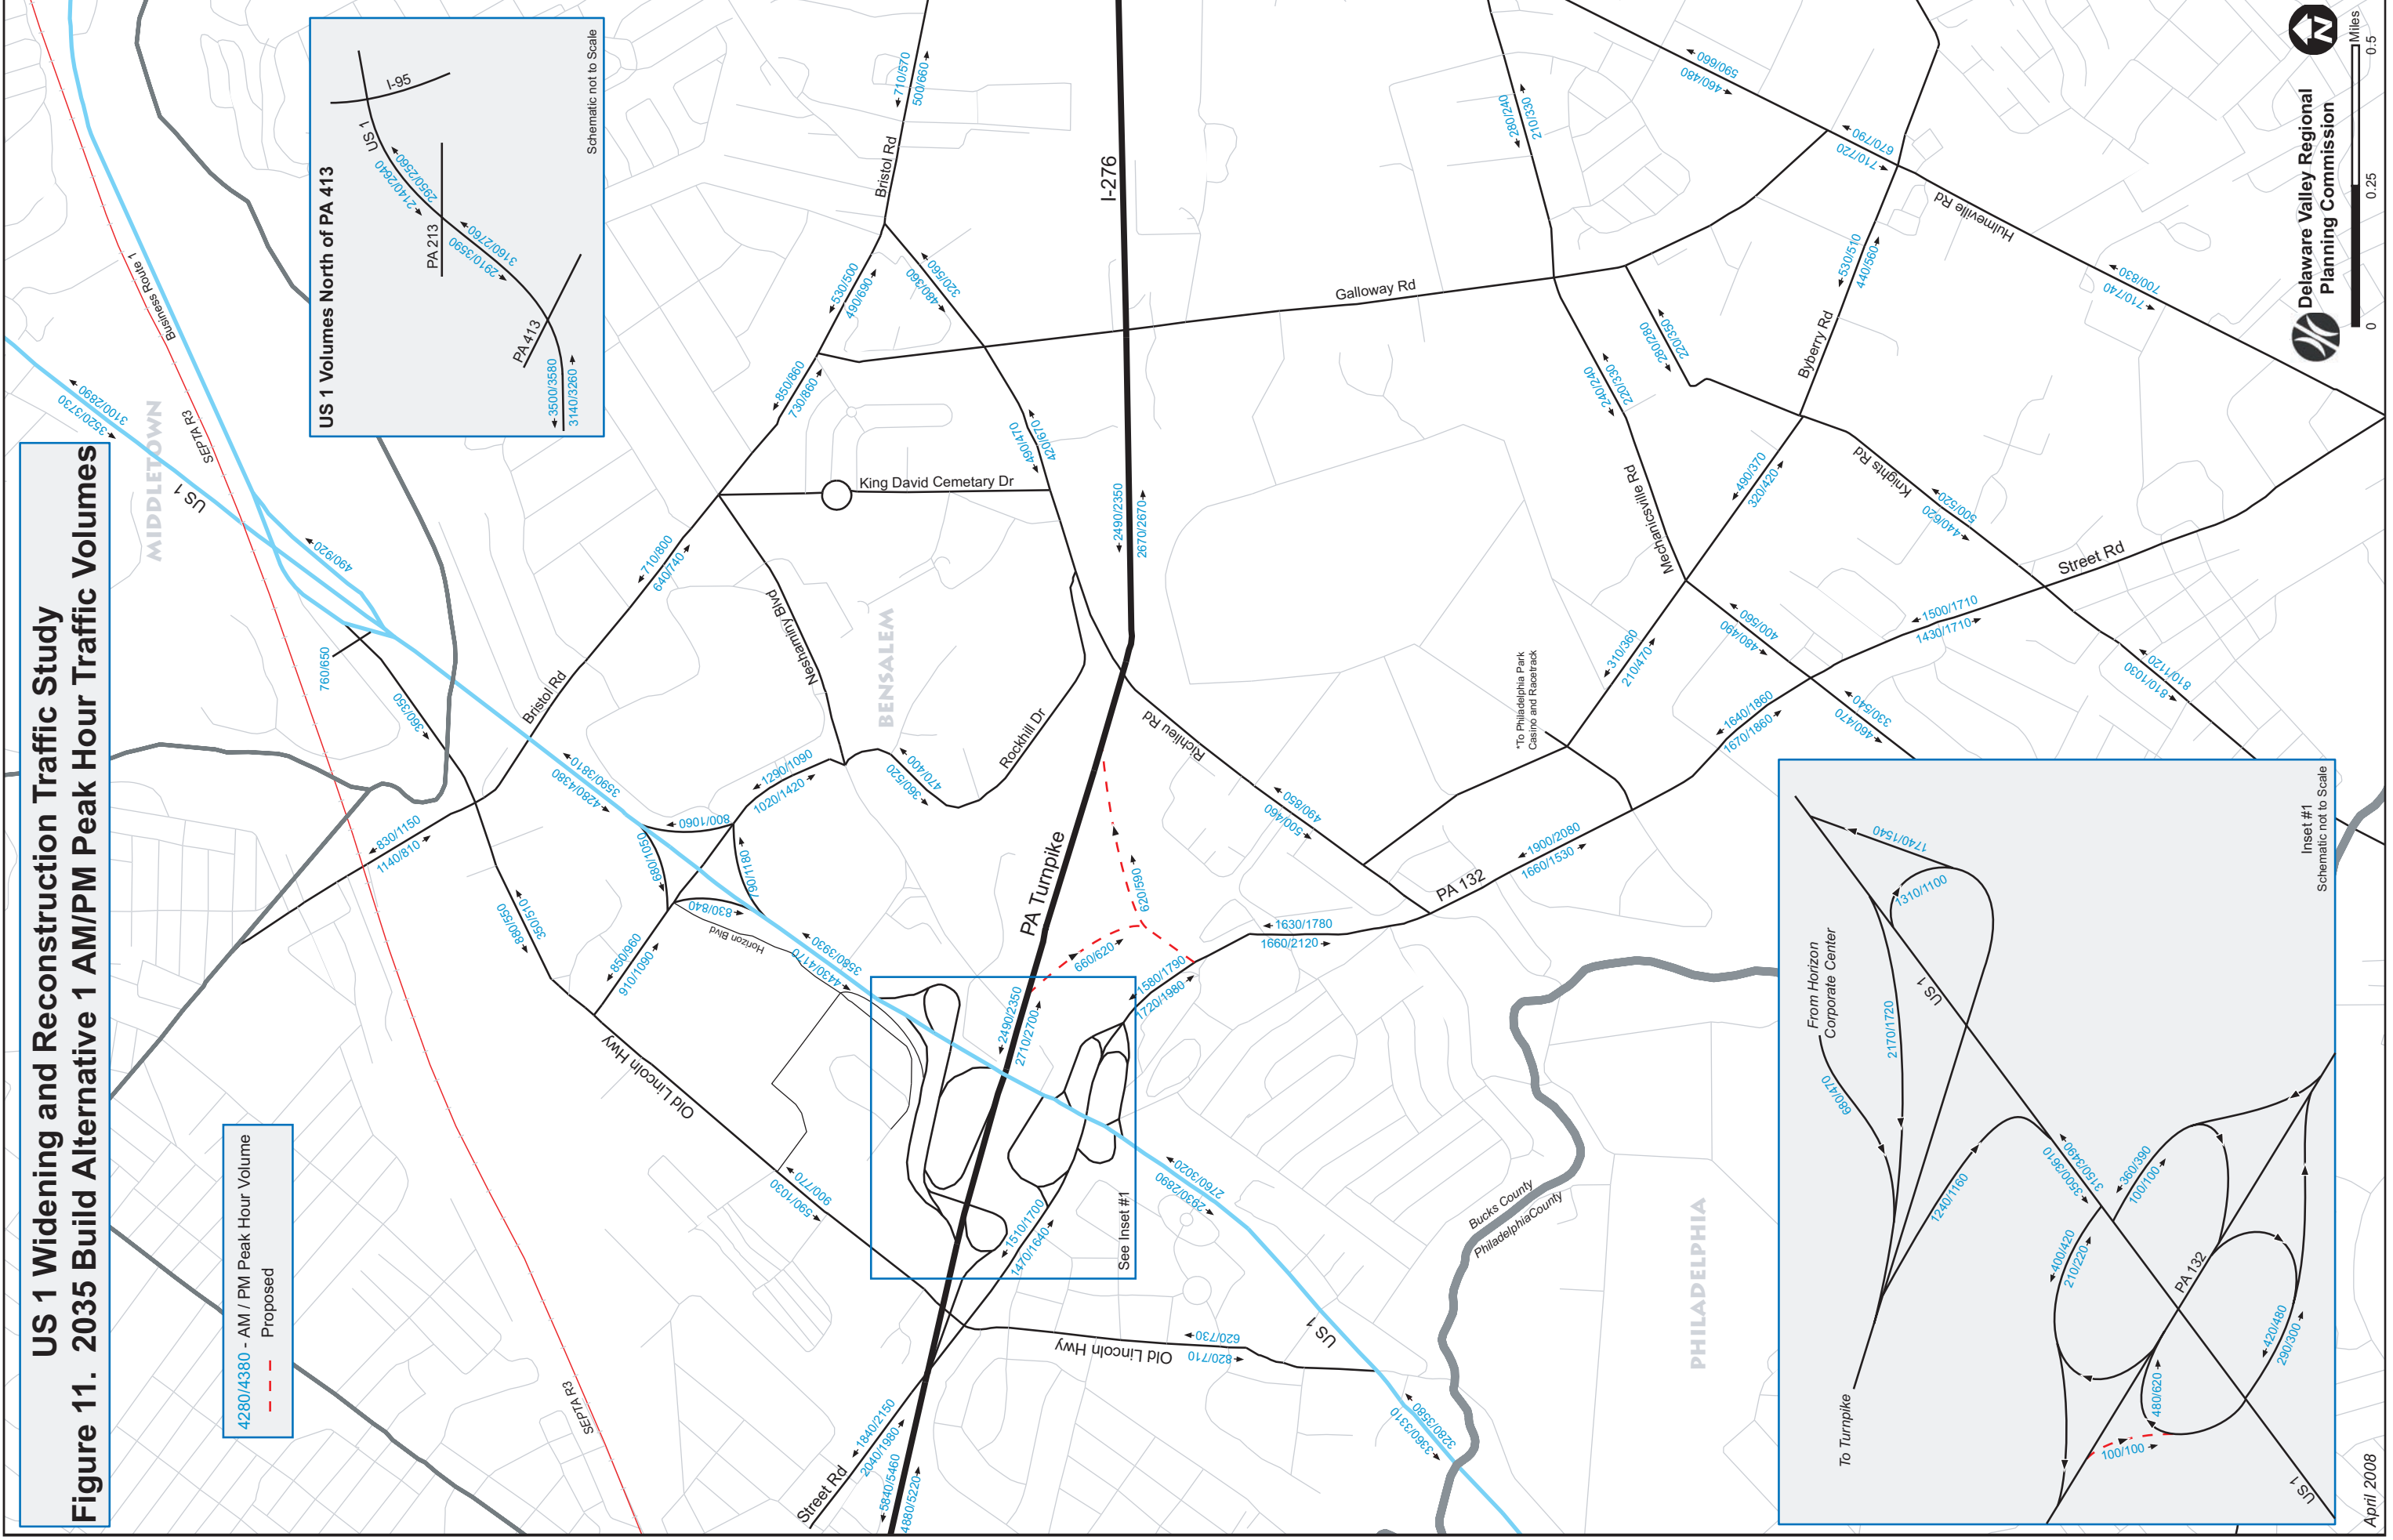 US 1 Widening and Reconstruction Traffic Study
Figure 11.  2035 Build Alternative 1 AM/PM Peak Hour Traffic Volumes
4280/4380 - AM / PM Peak Hour Volume
Proposed
US 1 Volumes North of PA 413
I-95
US 1
2140/2640
2950/2560
PA 213
2910/3590
3160/2760
PA 413
3500/3580
3140/3260
Schematic not to Scale
Business Route 1
SEPTA R3
MIDDLETOWN
3520/3730
3100/2890
US 1
490/920
760/650
360/350
Bristol Rd
830/1150
1140/810
880/550
350/510
850/960
910/1090
Old Lincoln Hwy
590/1030
900/770
SEPTA R3
4280/4380
3590/3810
680/1050
800/1060
790/1180
830/840
Horizon Blvd
4430/4170
3580/3930
1290/1090
1020/1420
Neshaminy Blvd
710/800
640/740
BENSALEM
360/520
470/400
Rockhill Dr
King David Cemetary Dr
850/860
730/860
530/500
490/690
Bristol Rd
710/570
500/660
480/360
320/560
490/470
420/670
I-276
2490/2350
2670/2670
Galloway Rd
PA Turnpike
620/590
660/620
2490/2350
2710/2700
1580/1790
1720/1980
1630/1780
1660/2120
Richlieu Rd
500/460
490/850
PA 132
1900/2080
1660/1530
*To Philadelphia Park
Casino and Racetrack
310/360
210/470
1640/1860
1670/1860
1500/1710
1430/1710
Street Rd
480/490
400/560
460/470
330/540
Mechanicsville Rd
240/240
220/330
280/240
210/330
280/280
220/350
490/370
320/420
Byberry Rd
530/510
440/560
Knights Rd
440/620
500/520
810/1030
810/1120
460/480
590/660
710/720
670/790
Hulmeville Rd
710/740
700/830
See Inset #1
1510/1700
1470/1640
Street Rd
1840/2150
2040/1980
5840/5460
4880/5220
Old Lincoln Hwy
620/730
820/710
2930/2890
2760/3020
US 1
3360/3310
3280/3580
Bucks County
PhiladelphiaCounty
PHILADELPHIA
Inset #1
Schematic not to Scale
From Horizon
Corporate Center
680/470
2170/1720
1310/1100
1740/1540
US 1
1240/1160
To Turnpike
3500/3610
3150/3490
360/390
100/100
400/420
210/220
PA 132
420/480
290/300
480/620
100/100
US 1
Delaware Valley Regional
Planning Commission
N
0
0.25
0.5
Miles
April 2008